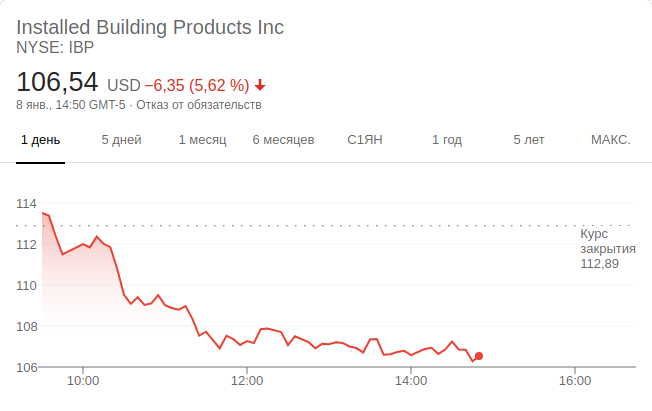 Installed Building Products Inc
NYSE: IBP
106,54 USD −6,35 (5,62 %)
8 янв., 14:50 GMT-5 · Отказ от обязательств
1 день 5 дней 1 месяц 6 месяцев С1ЯН 1 год 5 лет МАКС.
114
Курс
закрытия
112,89
112
110
108
106
10:00 12:00 14:00 16:00